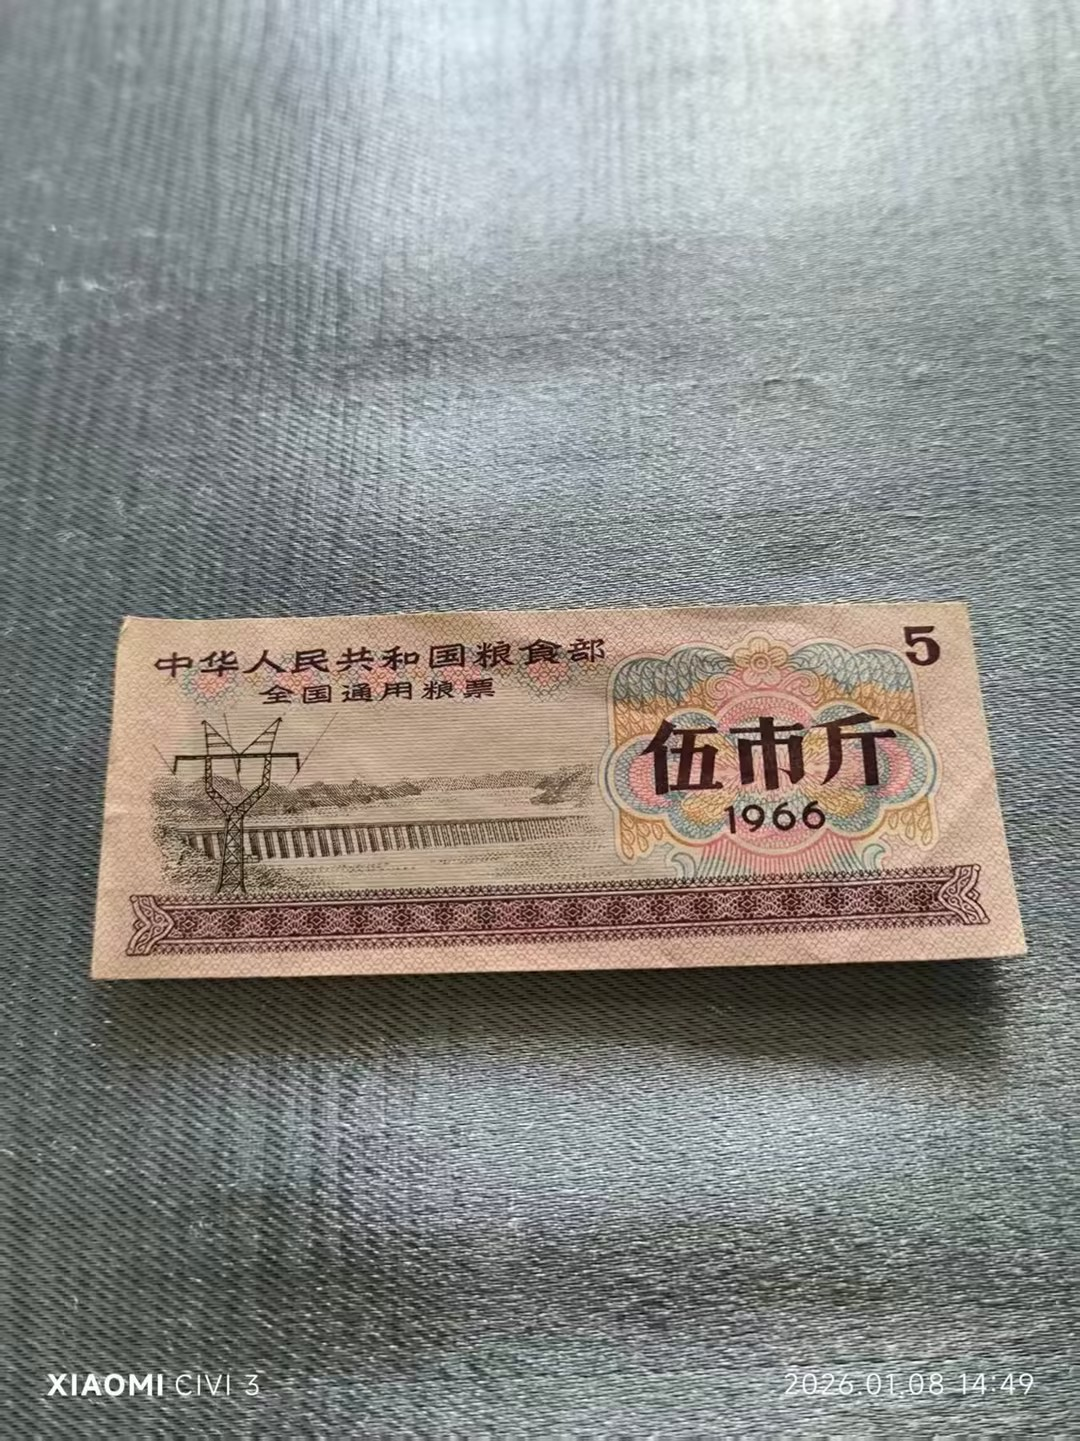 中华人民共和国粮食部
全国通用粮票
5
伍市斤
1966
XIAOMI CIVI 3
2026.01.08 14:49